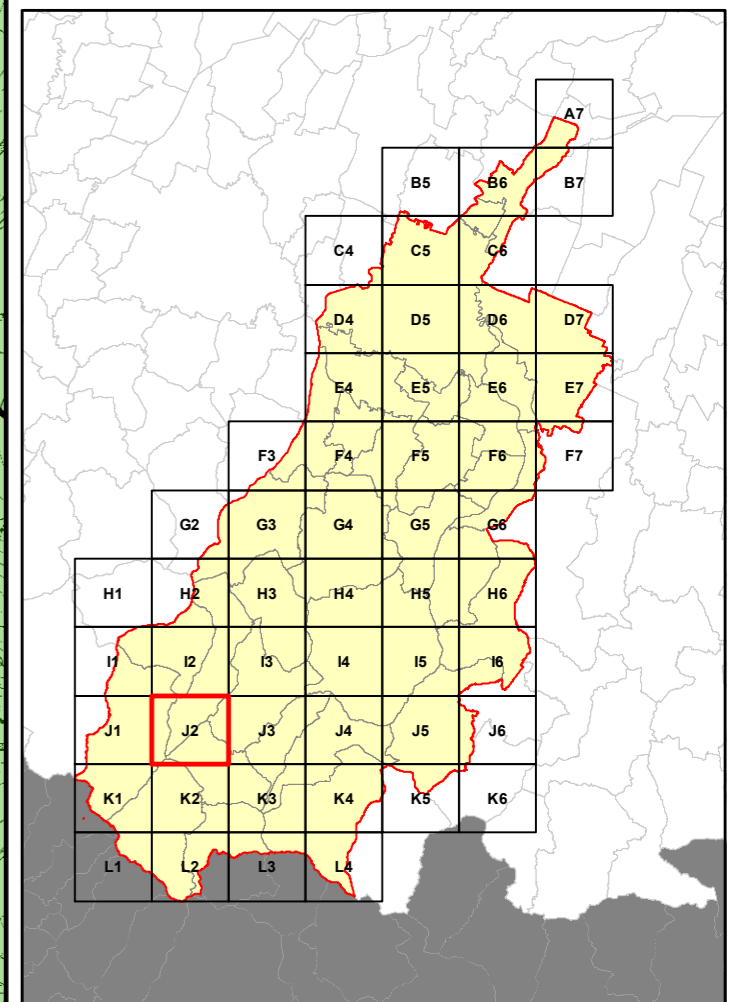 A7
B5 B6 B7
C4 C5 C6
D4 D5 D6 D7
E4 E5 E6 E7
F3 F4 F5 F6 F7
G2 G3 G4 G5 G6
H1 H2 H3 H4 H5 H6
I1 I2 I3 I4 I5 I6
J1 J2 J3 J4 J5 J6
K1 K2 K3 K4 K5 K6
L1 L2 L3 L4